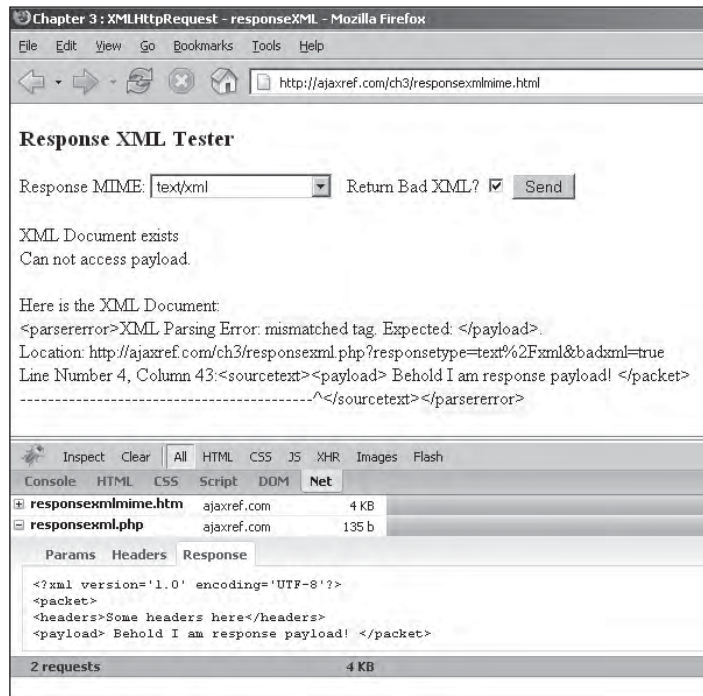 Chapter 3 : XMLHttpRequest - responseXML - Mozilla Firefox
File Edit View Go Bookmarks Tools Help
http://ajaxref.com/ch3/responsexmlmime.html
Response XML Tester
Response MIME: text/xml Return Bad XML? Send
XML Document exists
Can not access payload.
Here is the XML Document:
<parsererror>XML Parsing Error: mismatched tag. Expected: </payload>.
Location: http://ajaxref.com/ch3/responsexml.php?responsetype=text%2Fxml&badxml=true
Line Number 4, Column 43:<sourcetext><payload> Behold I am response payload! </packet>
------------------------------------------^</sourcetext></parsererror>
Inspect Clear All HTML CSS JS XHR Images Flash
Console HTML CSS Script DOM Net
responsexmlmime.htm ajaxref.com 4 KB
responsexml.php ajaxref.com 135 b
Params Headers Response
<?xml version='1.0' encoding='UTF-8'?>
<packet>
<headers>Some headers here</headers>
<payload> Behold I am response payload! </packet>
2 requests 4 KB